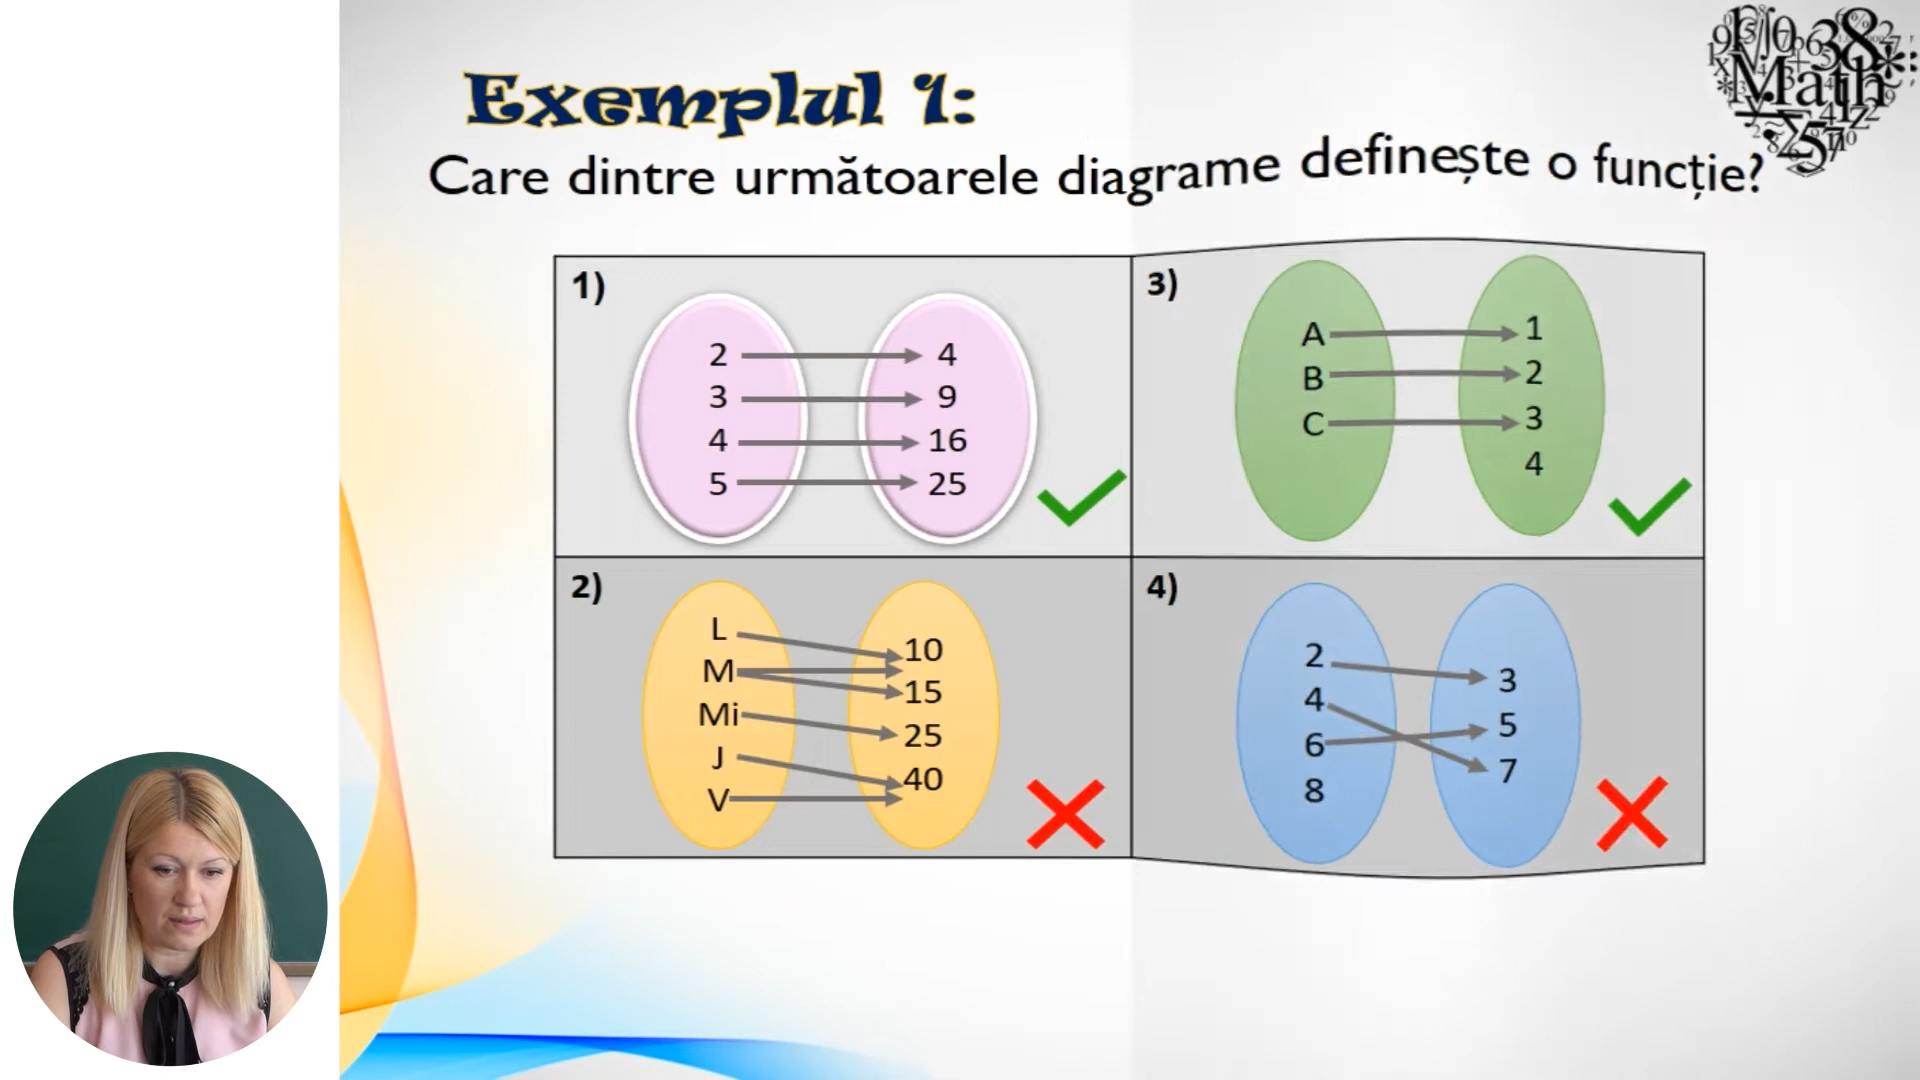 Exemplul 1:
Care dintre următoarele diagrame definește o funcție?
1)
2 4
3 9
4 16
5 25
3)
A 1
B 2
C 3
4
2)
L 10
M 15
Mi 25
J 40
V
4)
2 3
4 5
6 7
8
Math